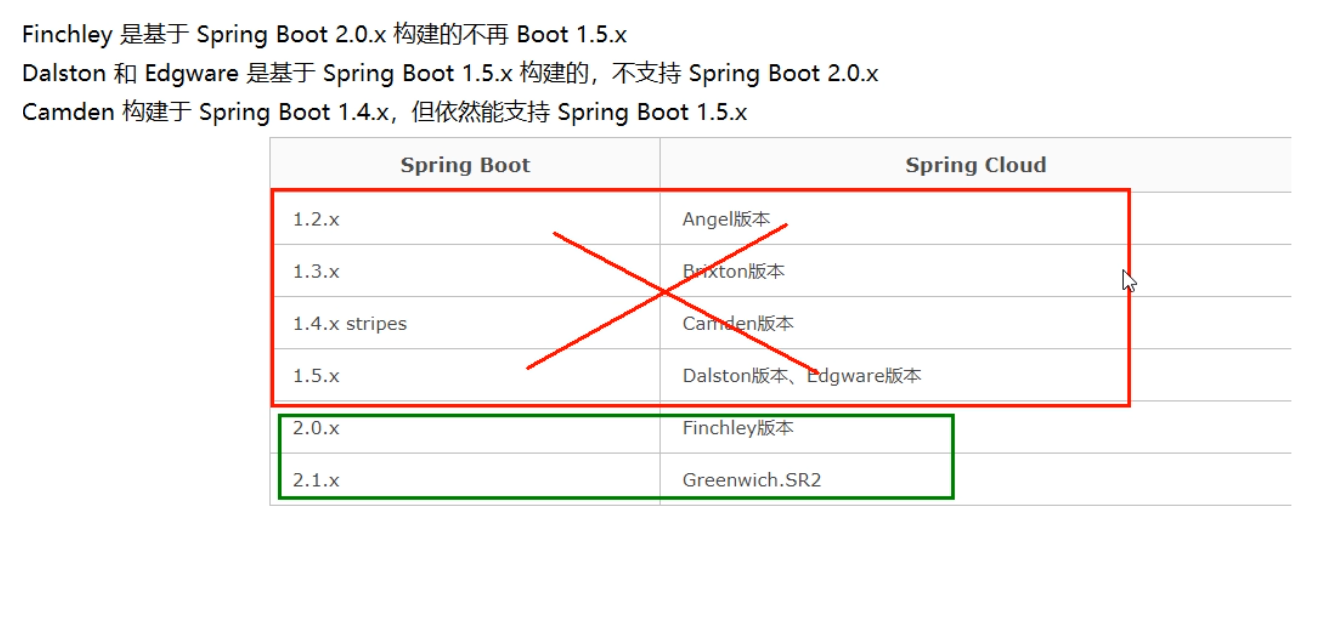 Finchley 是基于 Spring Boot 2.0.x 构建的不再 Boot 1.5.x
Dalston 和 Edgware 是基于 Spring Boot 1.5.x 构建的，不支持 Spring Boot 2.0.x
Camden 构建于 Spring Boot 1.4.x，但依然能支持 Spring Boot 1.5.x
Spring Boot Spring Cloud
1.2.x Angel版本
1.3.x Brixton版本
1.4.x stripes Camden版本
1.5.x Dalston版本、Edgware版本
2.0.x Finchley版本
2.1.x Greenwich.SR2